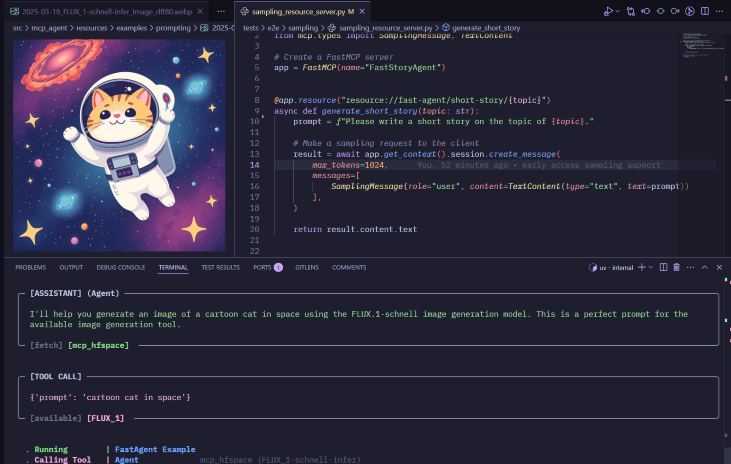 2025-03-19_FLUX_1-schnell-infer_Image_dff80.webp
src > mcp_agent > resources > examples > prompting > 2025-0
sampling_resource_server.py M
tests > e2e > sampling > sampling_resource_server.py > generate_short_story
2 from mcp.types import SamplingMessage, TextContent
3
4 # Create a FastMCP server
5 app = FastMCP(name="FastStoryAgent")
6
7
8 @app.resource("resource://fast-agent/short-story/{topic}")
9 async def generate_short_story(topic: str):
10 prompt = f"Please write a short story on the topic of {topic}."
11
12 # Make a sampling request to the client
13 result = await app.get_context().session.create_message(
14 max_tokens=1024, You, 52 minutes ago • early access sampling support
15 messages=[
16 SamplingMessage(role="user", content=TextContent(type="text", text=prompt))
17 ],
18 )
19
20 return result.content.text
21
22
PROBLEMS OUTPUT DEBUG CONSOLE TERMINAL TEST RESULTS PORTS 1 GITLENS COMMENTS
uv - internal
[ASSISTANT] (Agent)
I'll help you generate an image of a cartoon cat in space using the FLUX.1-schnell image generation model. This is a perfect prompt for the
available image generation tool.
[fetch] [mcp_hfspace]
[TOOL CALL]
{'prompt': 'cartoon cat in space'}
[available] [FLUX_1]
. Running | FastAgent Example
. Calling Tool | Agent mcp_hfspace (FLUX_1-schnell-infer)